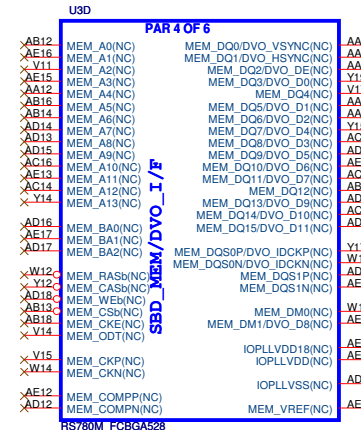 U3D
PAR 4 OF 6
AB12 MEM_A0(NC) MEM_DQ0/DVO_VSYNC(NC)
AE16 MEM_A1(NC) MEM_DQ1/DVO_HSYNC(NC)
V11 MEM_A2(NC) MEM_DQ2/DVO_DE(NC)
AE15 MEM_A3(NC) MEM_DQ3/DVO_D0(NC)
AA12 MEM_A4(NC) MEM_DQ4(NC)
AB16 MEM_A5(NC) MEM_DQ5/DVO_D1(NC)
AB14 MEM_A6(NC) MEM_DQ6/DVO_D2(NC)
AD14 MEM_A7(NC) MEM_DQ7/DVO_D4(NC)
AD13 MEM_A8(NC) MEM_DQ8/DVO_D3(NC)
AD15 MEM_A9(NC) MEM_DQ9/DVO_D5(NC)
AC16 MEM_A10(NC) MEM_DQ10/DVO_D6(NC)
AE13 MEM_A11(NC) MEM_DQ11/DVO_D7(NC)
AC14 MEM_A12(NC) MEM_DQ12(NC)
Y14 MEM_A13(NC) MEM_DQ13/DVO_D9(NC)
MEM_DQ14/DVO_D10(NC)
AD16 MEM_BA0(NC) MEM_DQ15/DVO_D11(NC)
AE17 MEM_BA1(NC)
AD17 MEM_BA2(NC) MEM_DQS0P/DVO_IDCKP(NC)
MEM_DQS0N/DVO_IDCKN(NC)
W12 MEM_RASb(NC) MEM_DQS1P(NC)
Y12 MEM_CASb(NC) MEM_DQS1N(NC)
AD18 MEM_WEb(NC)
AB13 MEM_CSb(NC) MEM_DM0(NC)
AB18 MEM_CKE(NC) MEM_DM1/DVO_D8(NC)
V14 MEM_ODT(NC)
IOPLLVDD18(NC)
V15 MEM_CKP(NC) IOPLLVDD(NC)
W14 MEM_CKN(NC)
IOPLLVSS(NC)
AE12 MEM_COMPP(NC)
AD12 MEM_COMPN(NC) MEM_VREF(NC)
SBD_MEM/DVO_I/F
RS780M_FCBGA528